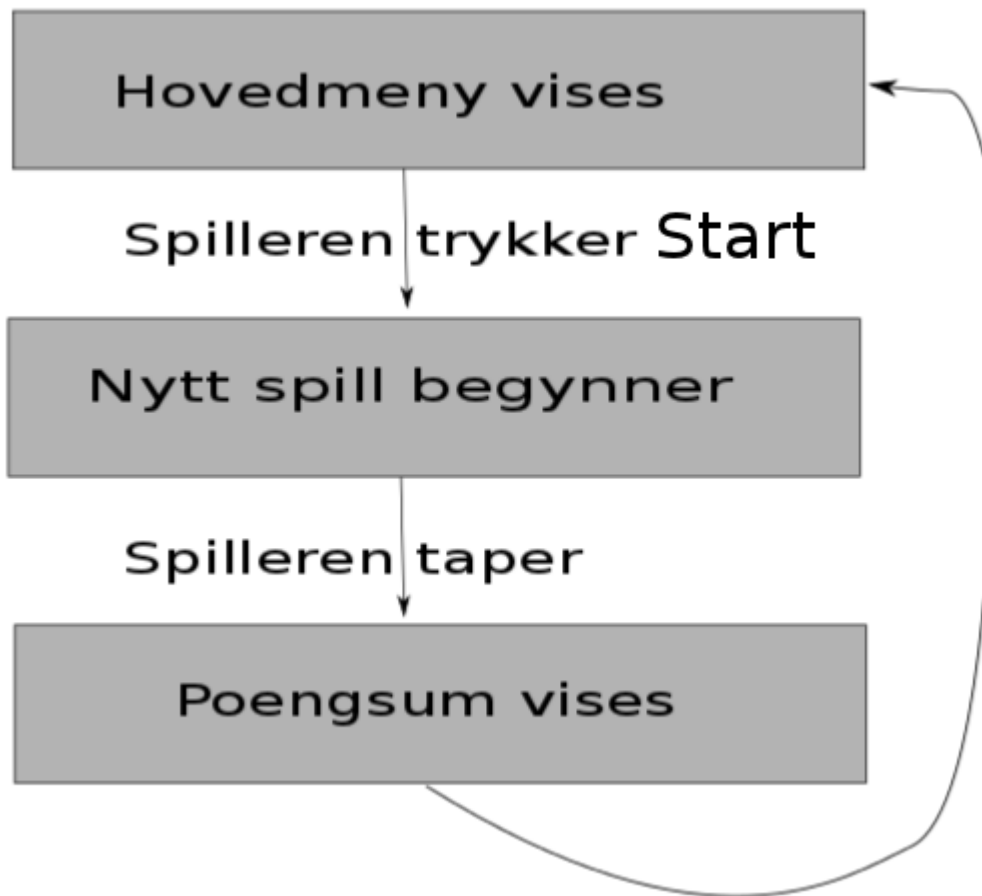 Hovedmeny vises
Spilleren trykker Start
Nytt spill begynner
Spilleren taper
Poengsum vises